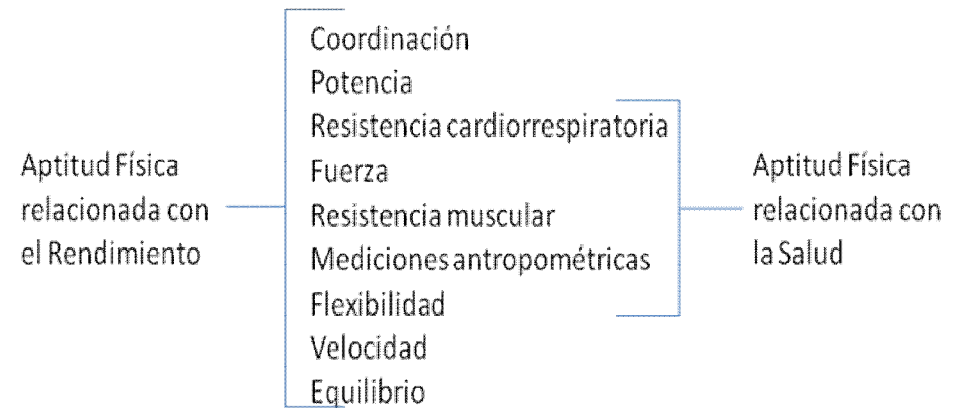 Aptitud Física
relacionada con
el Rendimiento
Coordinación
Potencia
Resistencia cardiorrespiratoria
Fuerza
Resistencia muscular
Mediciones antropométricas
Flexibilidad
Velocidad
Equilibrio
Aptitud Física
relacionada con
la Salud